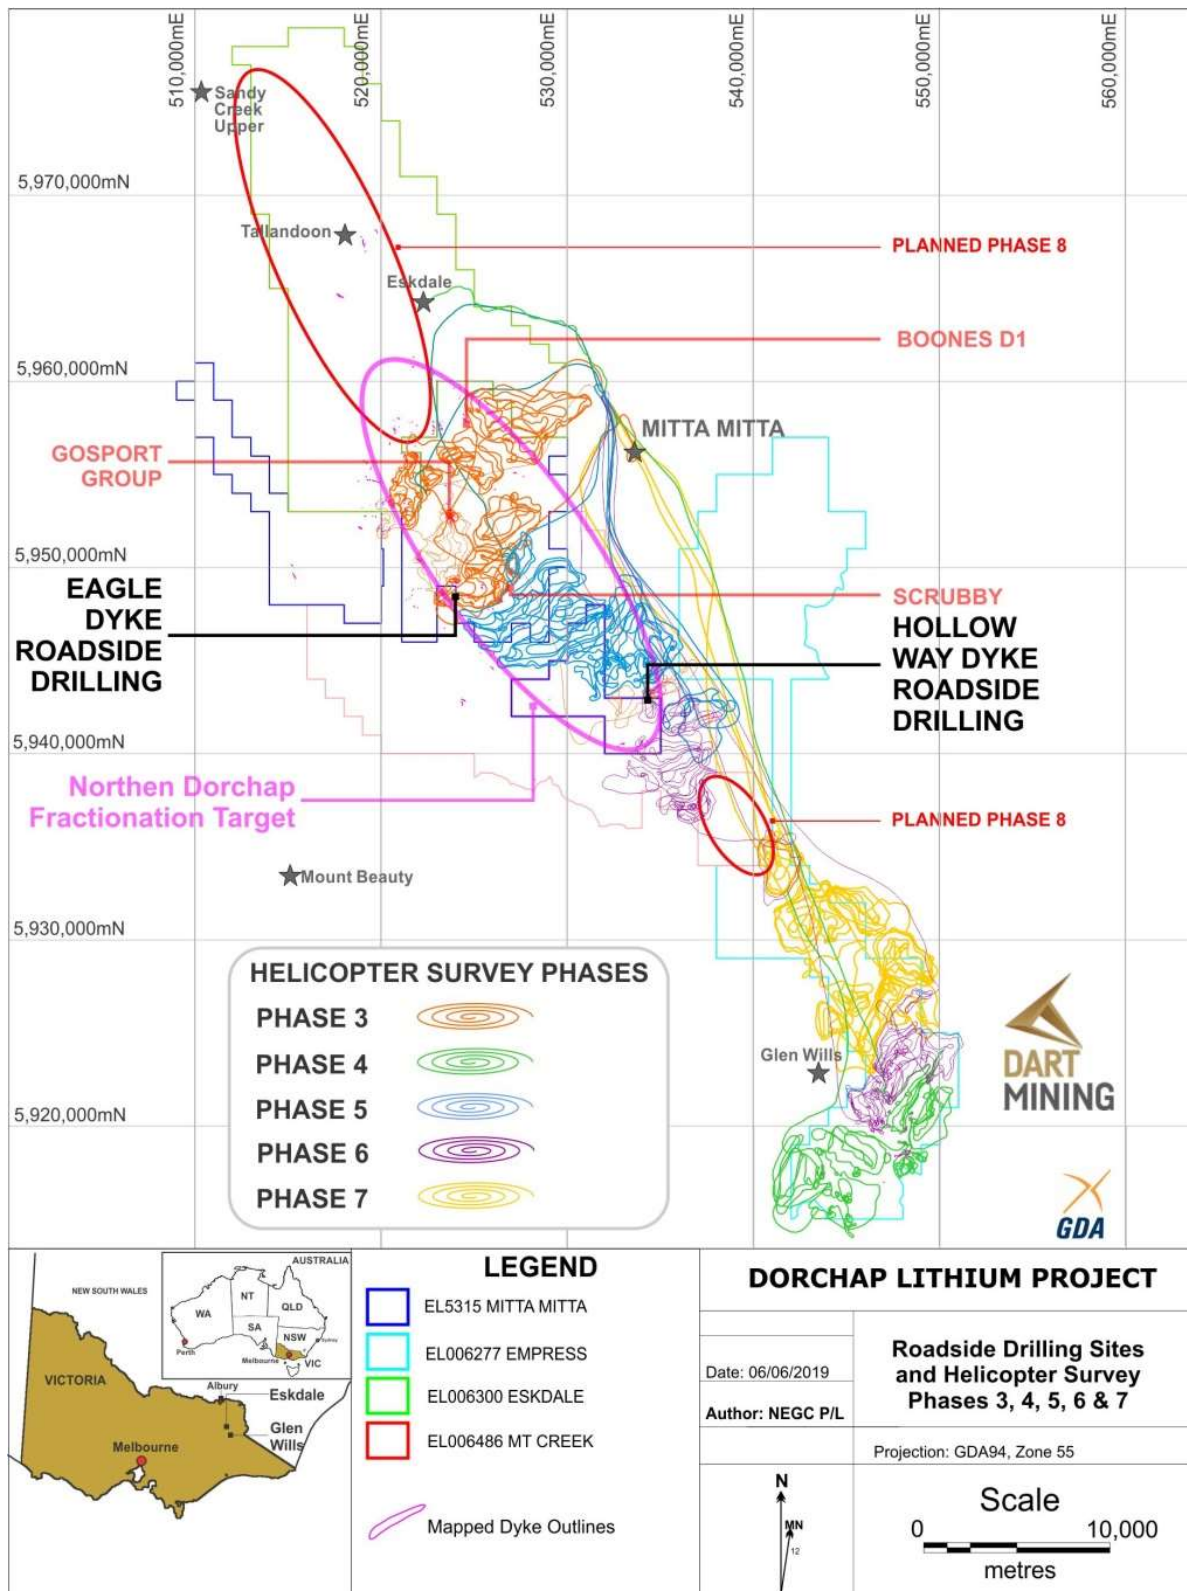 510,000mE
520,000mE
530,000mE
540,000mE
550,000mE
560,000mE
Sandy
Creek
Upper
5,970,000mN
Tallandoon
PLANNED PHASE 8
Eskdale
BOONES D1
5,960,000mN
MITTA MITTA
GOSPORT
GROUP
5,950,000mN
EAGLE
DYKE
ROADSIDE
DRILLING
SCRUBBY
HOLLOW
WAY DYKE
ROADSIDE
DRILLING
5,940,000mN
Northen Dorchap
Fractionation Target
PLANNED PHASE 8
Mount Beauty
5,930,000mN
HELICOPTER SURVEY PHASES
PHASE 3
PHASE 4
PHASE 5
PHASE 6
PHASE 7
Glen Wills
DART
MINING
5,920,000mN
GDA
NEW SOUTH WALES
AUSTRALIA
WA
NT
QLD
SA
NSW
Sydney
Perth
Melbourne
VIC
VICTORIA
Albury
Eskdale
Glen
Wills
Melbourne
LEGEND
EL5315 MITTA MITTA
EL006277 EMPRESS
EL006300 ESKDALE
EL006486 MT CREEK
Mapped Dyke Outlines
DORCHAP LITHIUM PROJECT
Date: 06/06/2019
Author: NEGC P/L
Roadside Drilling Sites
and Helicopter Survey
Phases 3, 4, 5, 6 & 7
Projection: GDA94, Zone 55
N
MN
12
Scale
0 10,000
metres